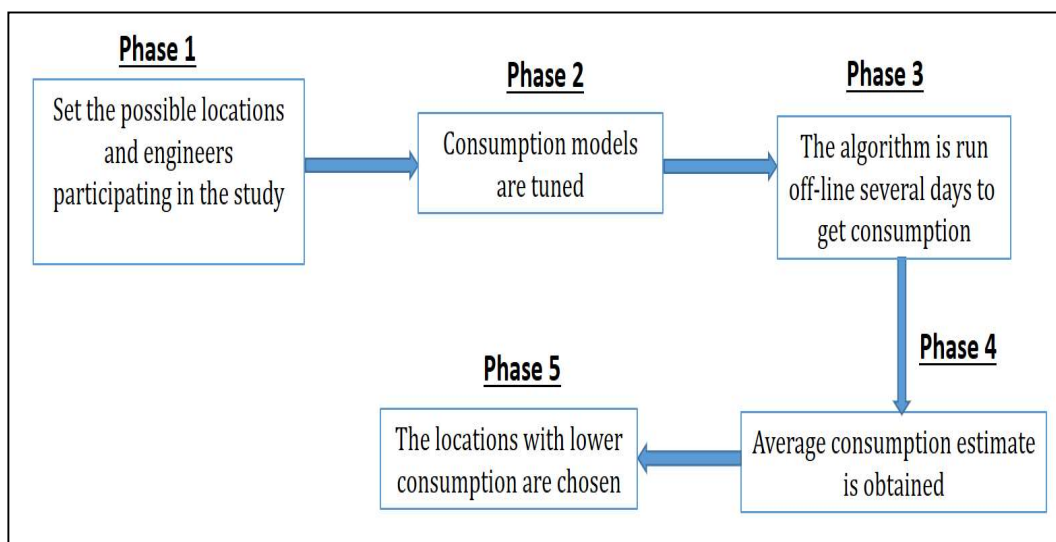 Phase 1
Set the possible locations
and engineers
participating in the study
Phase 2
Consumption models
are tuned
Phase 3
The algorithm is run
off-line several days to
get consumption
Phase 4
Average consumption estimate
is obtained
Phase 5
The locations with lower
consumption are chosen